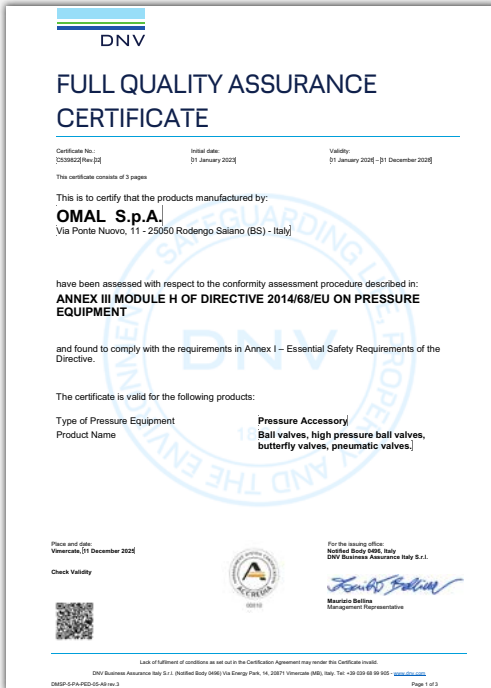 DNV
FULL QUALITY ASSURANCE
CERTIFICATE
Certificate No.:
C539822|Rev.02
Initial date:
01 January 2023
Validity:
01 January 2026 – 31 December 2028
This certificate consists of 3 pages
This is to certify that the products manufactured by:
OMAL S.p.A.
Via Ponte Nuovo, 11 - 25050 Rodengo Saiano (BS) - Italy
have been assessed with respect to the conformity assessment procedure described in:
ANNEX III MODULE H OF DIRECTIVE 2014/68/EU ON PRESSURE
EQUIPMENT
and found to comply with the requirements in Annex I – Essential Safety Requirements of the
Directive.
The certificate is valid for the following products:
Type of Pressure Equipment
Pressure Accessory
Product Name
Ball valves, high pressure ball valves,
butterfly valves, pneumatic valves.
Place and date:
Vimercate, 11 December 2025
Check Validity
ACCREDIA
For the issuing office:
Notified Body 0496, Italy
DNV Business Assurance Italy S.r.l.
Maurizio Bellina
Management Representative
Lack of fulfilment of conditions as set out in the Certification Agreement may render this Certificate invalid.
DNV Business Assurance Italy S.r.l. (Notified Body 0496) Via Energy Park, 14, 20871 Vimercate (MB), Italy. Tel: +39 039 68 99 905 - www.dnv.com
DMSP-5-PA-PED-05-A9 rev.3
Page 1 of 3